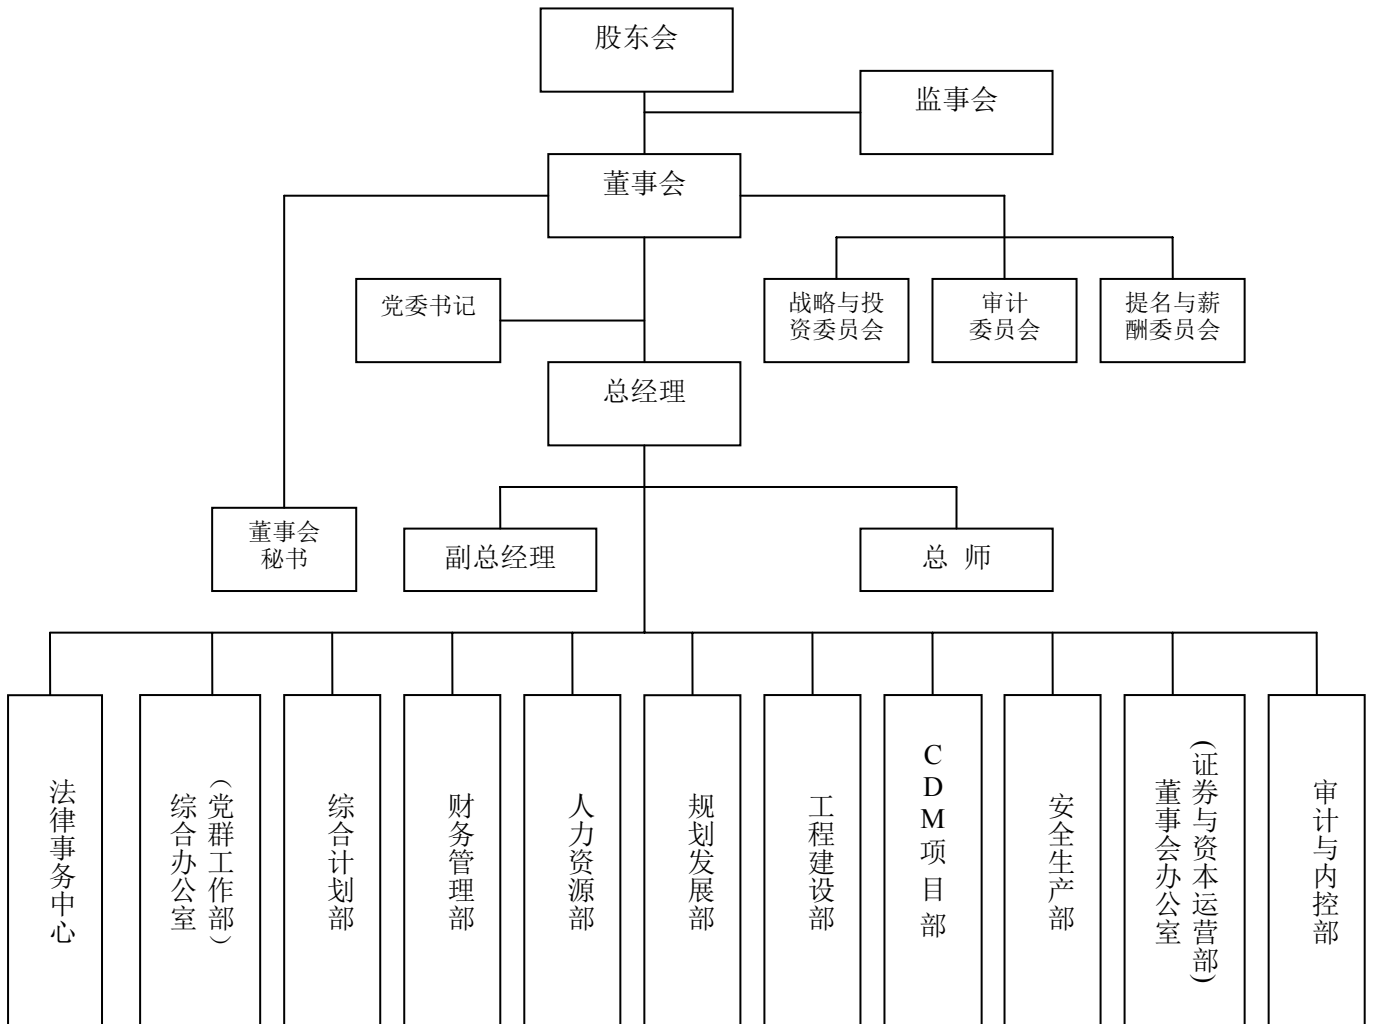 股东会
监事会
董事会
党委书记
战略与投
资委员会
审计
委员会
提名与薪
酬委员会
总经理
董事会
秘书
副总经理
总 师
法律事务中心
综合办公室
（党群工作部）
综合计划部
财务管理部
人力资源部
规划发展部
工程建设部
CDM项目部
安全生产部
董事会办公室
（证券与资本运营部）
审计与内控部